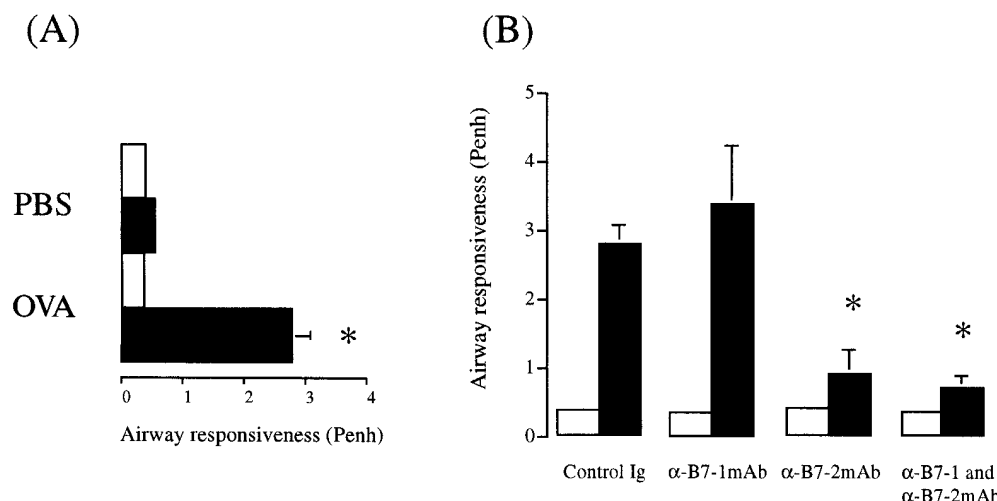 (A)
PBS
OVA
*
0 1 2 3 4
Airway responsiveness (Penh)
(B)
Airway responsiveness (Penh)
5
4
3
2
1
0
*
*
Control Ig
α-B7-1mAb
α-B7-2mAb
α-B7-1 and
α-B7-2mAb